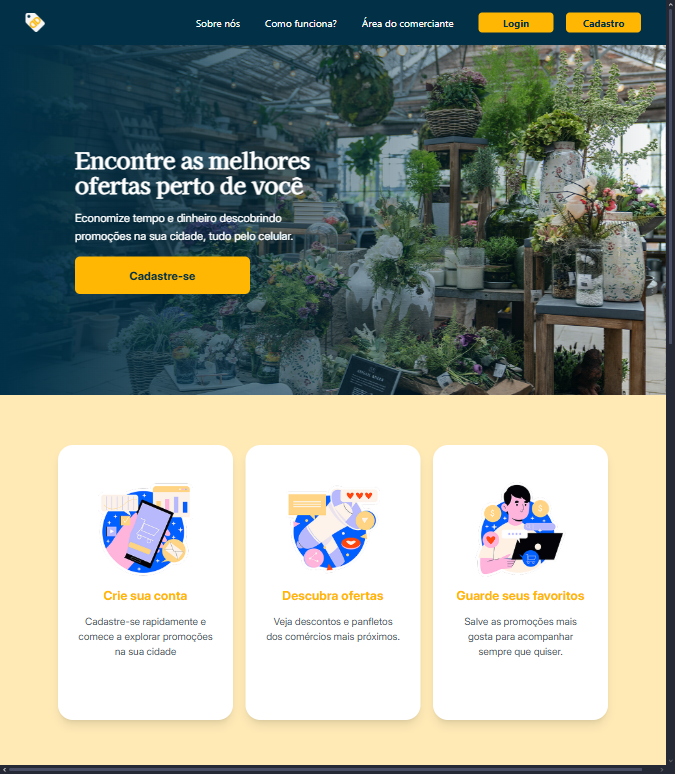 Sobre nós Como funciona? Área do comerciante Login Cadastro
Encontre as melhores
ofertas perto de você
Economize tempo e dinheiro descobrindo
promoções na sua cidade, tudo pelo celular.
Cadastre-se
Crie sua conta
Cadastre-se rapidamente e
comece a explorar promoções
na sua cidade
Descubra ofertas
Veja descontos e panfletos
dos comércios mais próximos.
Guarde seus favoritos
Salve as promoções mais
gosta para acompanhar
sempre que quiser.